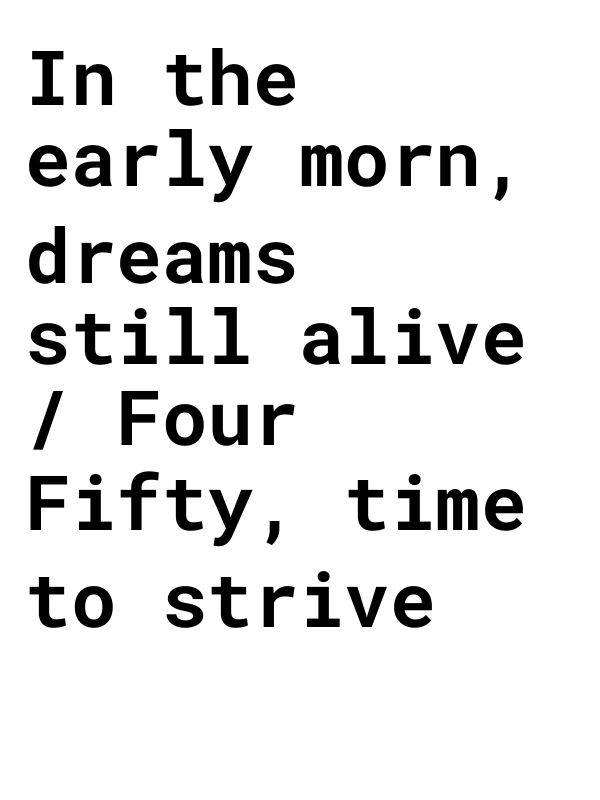 In the
early morn,
dreams
still alive
/ Four
Fifty, time
to strive